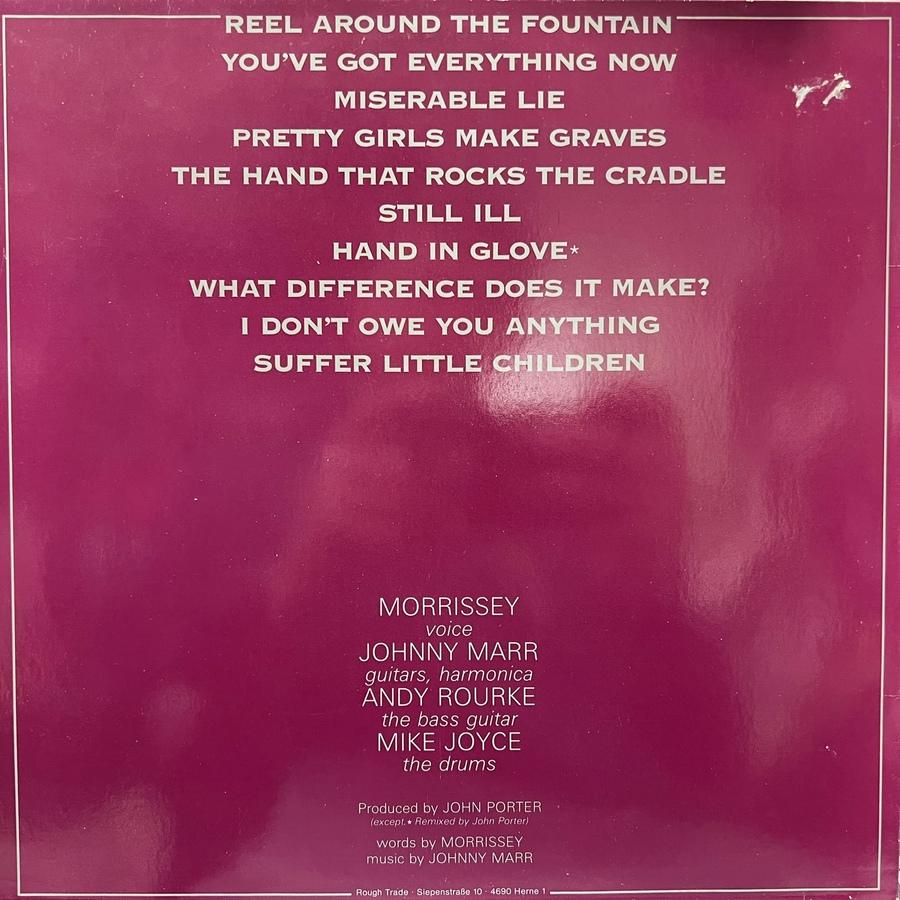 REEL AROUND THE FOUNTAIN
YOU'VE GOT EVERYTHING NOW
MISERABLE LIE
PRETTY GIRLS MAKE GRAVES
THE HAND THAT ROCKS THE CRADLE
STILL ILL
HAND IN GLOVE*
WHAT DIFFERENCE DOES IT MAKE?
I DON'T OWE YOU ANYTHING
SUFFER LITTLE CHILDREN
MORRISSEY
voice
JOHNNY MARR
guitars, harmonica
ANDY ROURKE
the bass guitar
MIKE JOYCE
the drums
Produced by JOHN PORTER
(except.★ Remixed by John Porter)
words by MORRISSEY
music by JOHNNY MARR
Rough Trade · Siepenstraße 10 · 4690 Herne 1